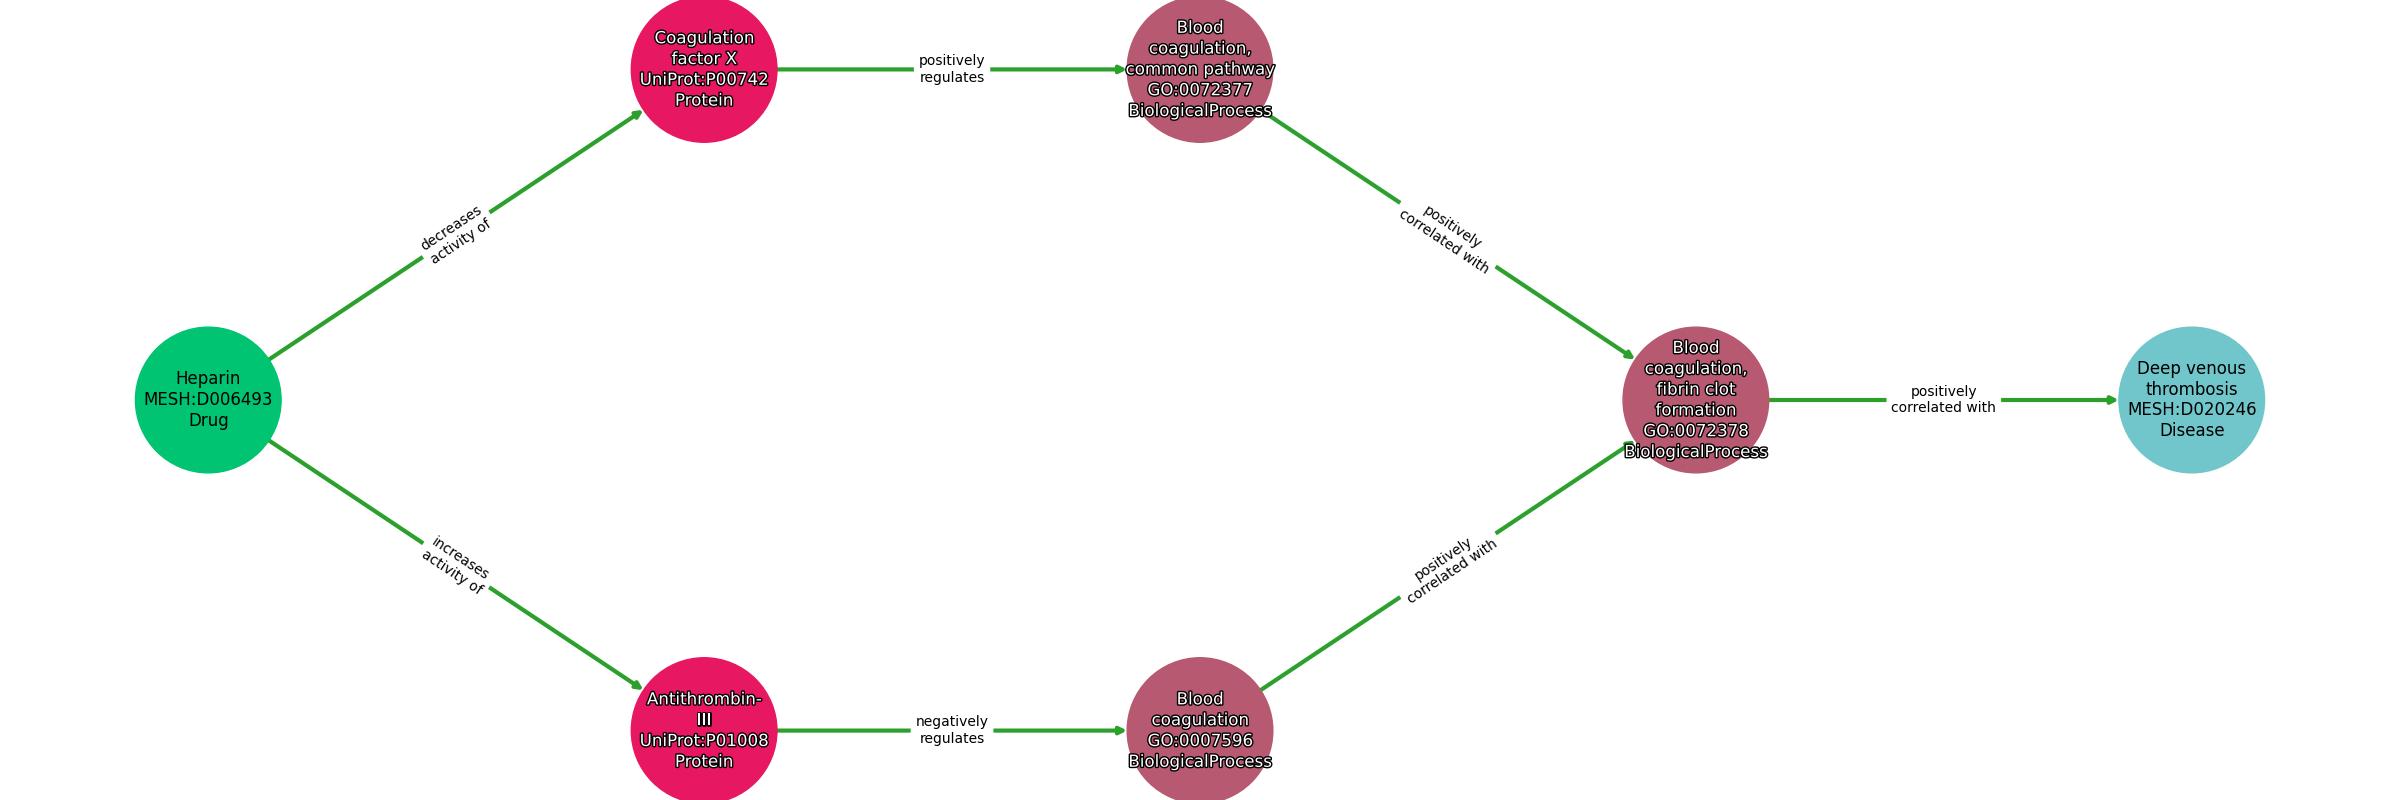 Coagulation
factor X
UniProt:P00742
Protein
positively
regulates
Blood
coagulation,
common pathway
GO:0072377
BiologicalProcess
decreases
activity of
positively
correlated with
Heparin
MESH:D006493
Drug
Blood
coagulation,
fibrin clot
formation
GO:0072378
BiologicalProcess
positively
correlated with
Deep venous
thrombosis
MESH:D020246
Disease
increases
activity of
positively
correlated with
Antithrombin-
III
UniProt:P01008
Protein
negatively
regulates
Blood
coagulation
GO:0007596
BiologicalProcess